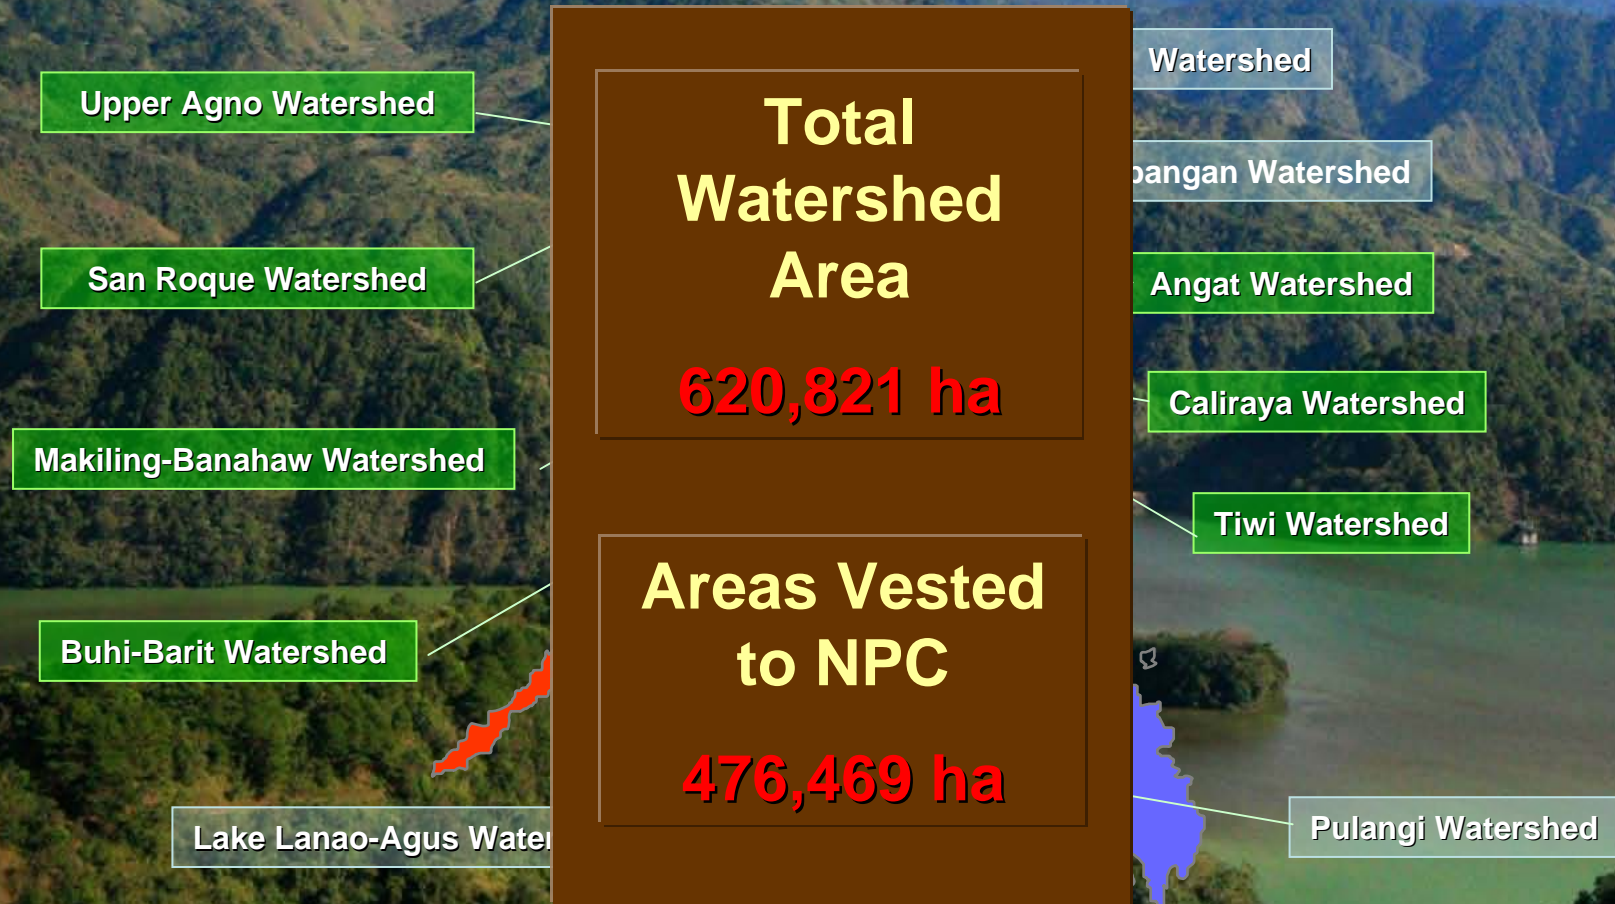 Upper Agno Watershed
San Roque Watershed
Makiling-Banahaw Watershed
Buhi-Barit Watershed
Lake Lanao-Agus
Total
Watershed
Area
620,821 ha
Areas Vested
to NPC
476,469 ha
Watershed
Watershed
Angat Watershed
Caliraya Watershed
Tiwi Watershed
Pulangi Watershed